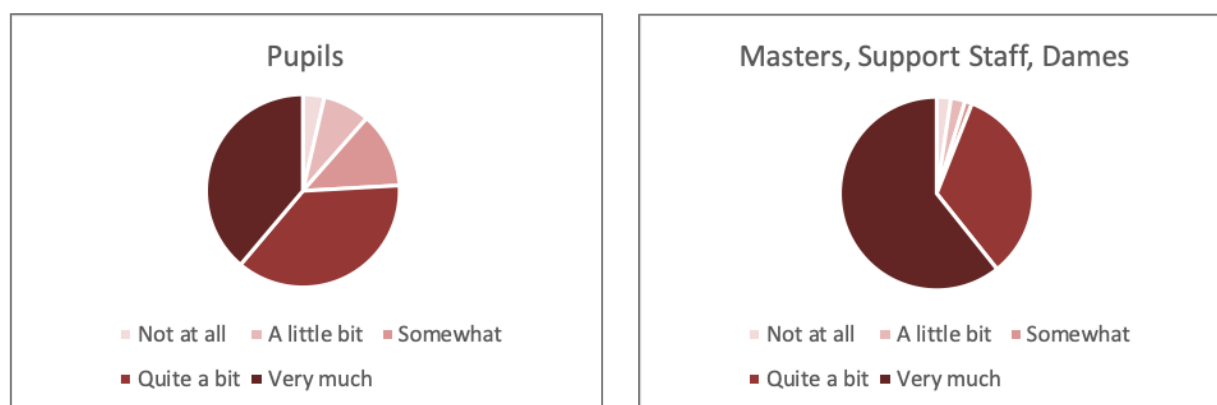 Pupils
Not at all A little bit Somewhat
Quite a bit Very much
Masters, Support Staff, Dames
Not at all A little bit Somewhat
Quite a bit Very much